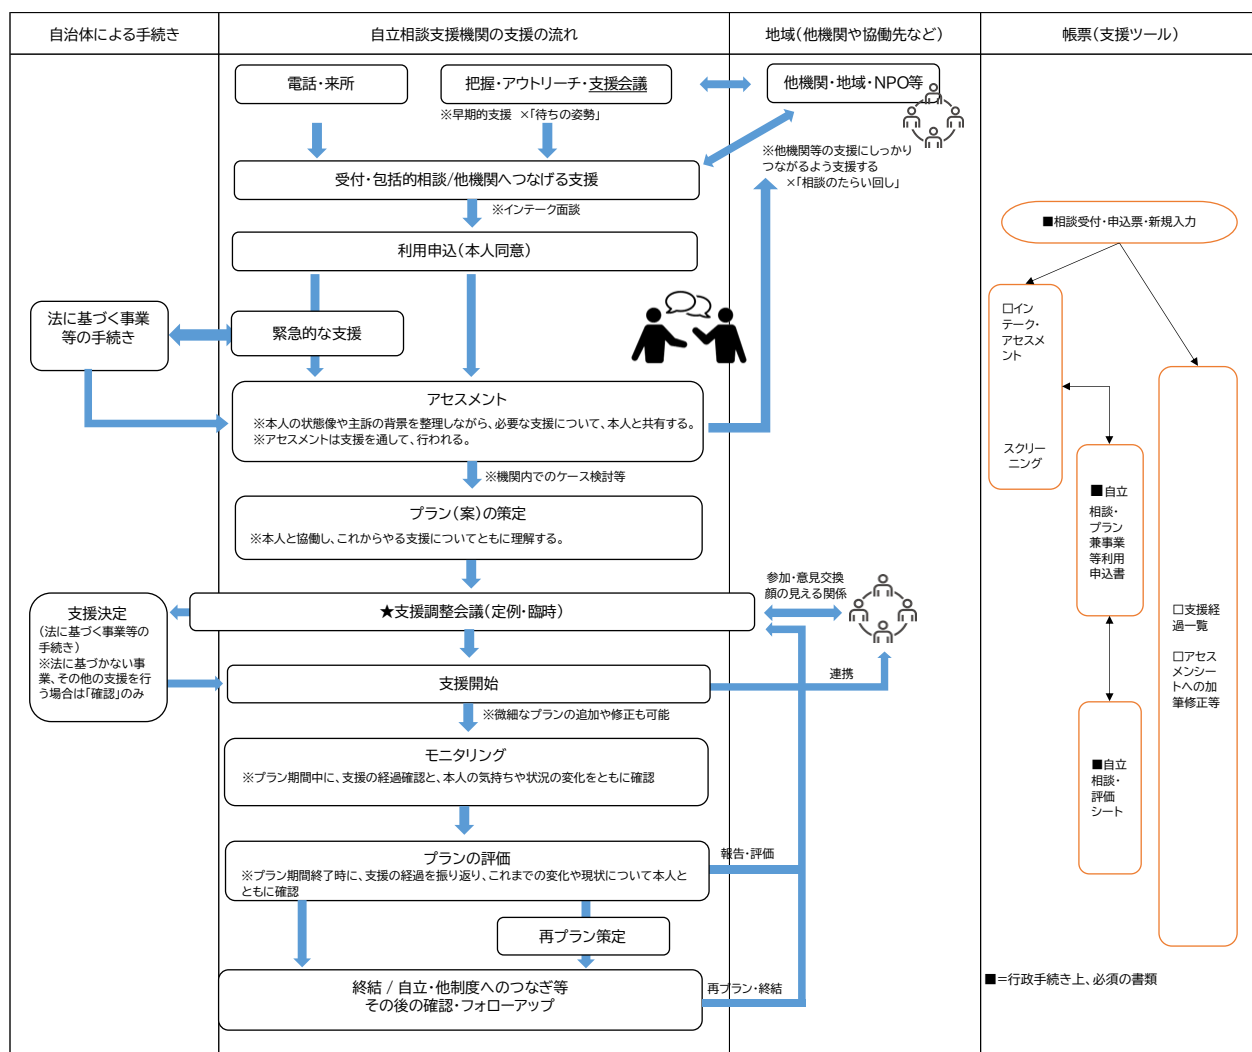 自治体による手続き
自立相談支援機関の支援の流れ
地域(他機関や協働先など)
帳票(支援ツール)
電話・来所
把握・アウトリーチ・支援会議
※早期的支援 ×「待ちの姿勢」
他機関・地域・NPO等
※他機関等の支援にしっかり
つながるよう支援する
×「相談のたらい回し」
受付・包括的相談/他機関へつなげる支援
※インテーク面談
利用申込(本人同意)
法に基づく事業
等の手続き
緊急的な支援
アセスメント
※本人の状態像や主訴の背景を整理しながら、必要な支援について、本人と共有する。
※アセスメントは支援を通して、行われる。
※機関内でのケース検討等
プラン(案)の策定
※本人と協働し、これからやる支援についてともに理解する。
参加・意見交換
顔の見える関係
支援決定
(法に基づく事業等の
手続き)
※法に基づかない事
業、その他の支援を行
う場合は「確認」のみ
★支援調整会議(定例・臨時)
支援開始
連携
※微細なプランの追加や修正も可能
モニタリング
※プラン期間中に、支援の経過確認と、本人の気持ちや状況の変化をともに確認
プランの評価
※プラン期間終了時に、支援の経過を振り返り、これまでの変化や現状について本人と
ともに確認
報告・評価
再プラン策定
終結 / 自立・他制度へのつなぎ等
その後の確認・フォローアップ
再プラン・終結
■相談受付・申込票・新規入力
□イン
テーク・
アセスメ
ント
スクリー
ニング
■自立
相談・
プラン
兼事業
等利用
申込書
■自立
相談・
評価
シート
□支援経
過一覧
□アセス
メンシー
トへの加
筆修正等
■=行政手続き上、必須の書類